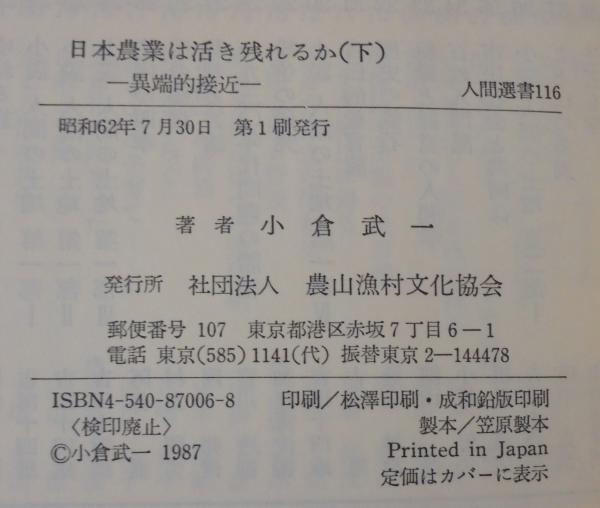 日本農業は活き残れるか(下)
—異端的接近—
人間選書116
昭和62年7月30日 第1刷発行
著者 小倉武一
発行所 社団法人 農山漁村文化協会
郵便番号 107 東京都港区赤坂7丁目6—1
電話 東京(585)1141(代) 振替東京2—144478
ISBN4-540-87006-8
〈検印廃止〉
©小倉武一 1987
印刷/松澤印刷・成和鉛版印刷
製本/笠原製本
Printed in Japan
定価はカバーに表示